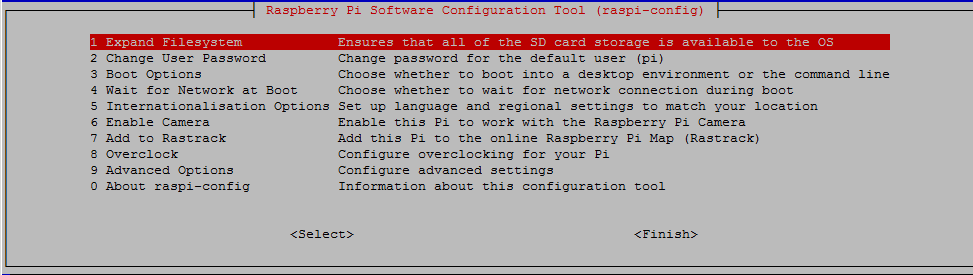 Raspberry Pi Software Configuration Tool (raspi-config)
1 Expand Filesystem Ensures that all of the SD card storage is available to the OS
2 Change User Password Change password for the default user (pi)
3 Boot Options Choose whether to boot into a desktop environment or the command line
4 Wait for Network at Boot Choose whether to wait for network connection during boot
5 Internationalisation Options Set up language and regional settings to match your location
6 Enable Camera Enable this Pi to work with the Raspberry Pi Camera
7 Add to Rastrack Add this Pi to the online Raspberry Pi Map (Rastrack)
8 Overclock Configure overclocking for your Pi
9 Advanced Options Configure advanced settings
0 About raspi-config Information about this configuration tool
<Select> <Finish>